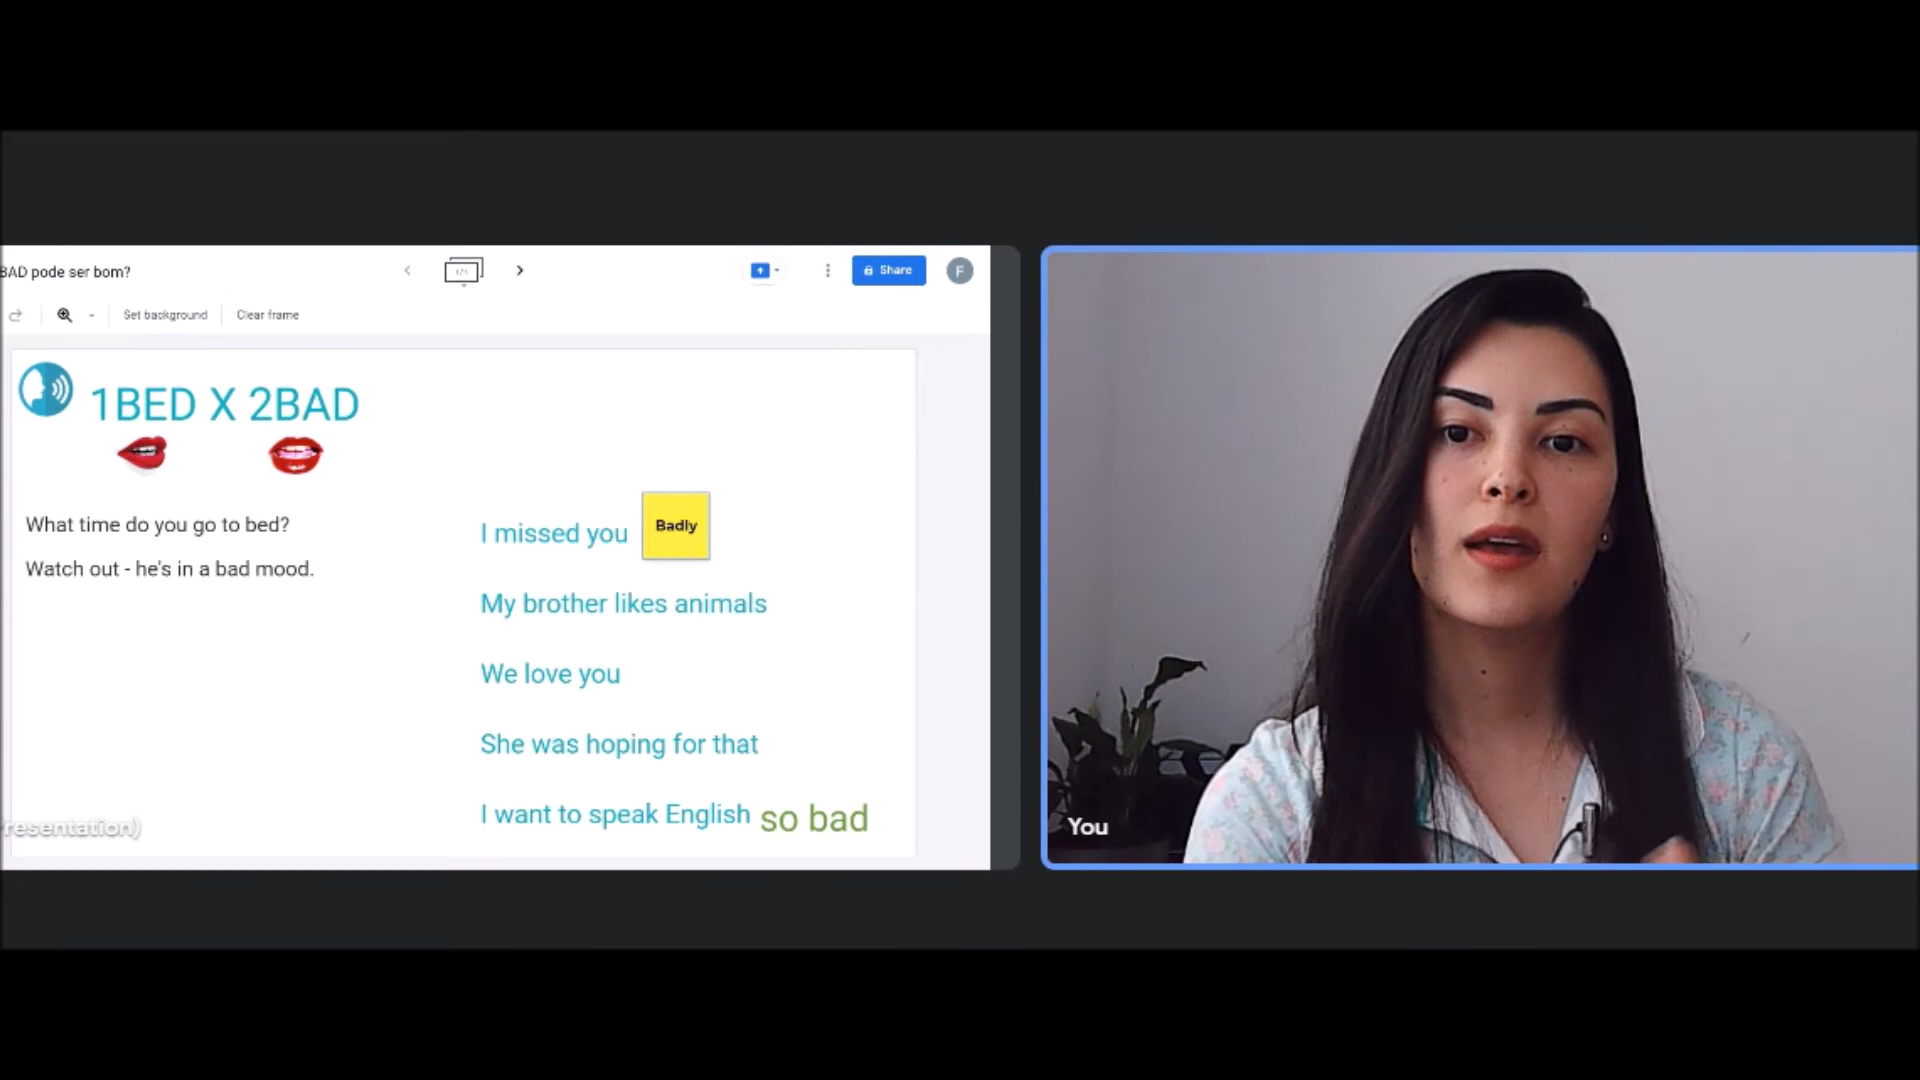 BAD pode ser bom?
1/1
Share
F
Set background
Clear frame
1BED X 2BAD
What time do you go to bed?
Watch out - he's in a bad mood.
I missed you
Badly
My brother likes animals
We love you
She was hoping for that
I want to speak English so bad
resentation)
You